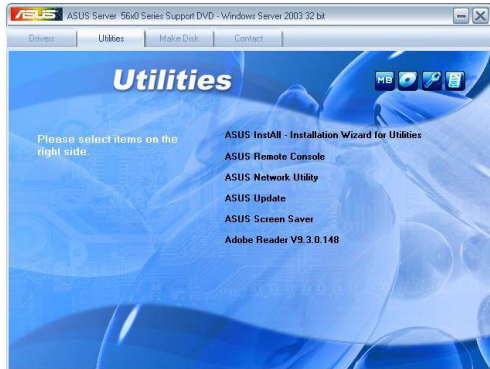 ASUS ASUS Server 56x0 Series Support DVD - Windows Server 2003 32 bit
Drivers Utilities Make Disk Contact
Utilities
MB
Please select items on the
right side.
ASUS InstAll - Installation Wizard for Utilities
ASUS Remote Console
ASUS Network Utility
ASUS Update
ASUS Screen Saver
Adobe Reader V9.3.0.148